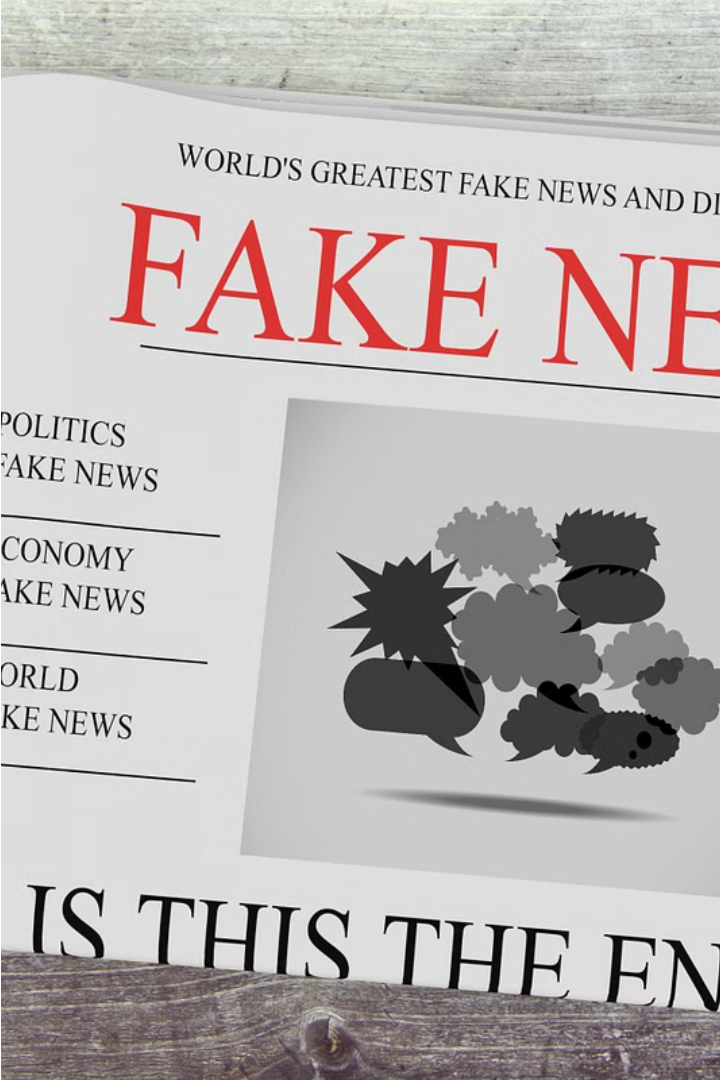 WORLD'S GREATEST FAKE NEWS AND DI
FAKE NE
POLITICS
FAKE NEWS
CONOMY
AKE NEWS
ORLD
KE NEWS
IS THIS THE EN